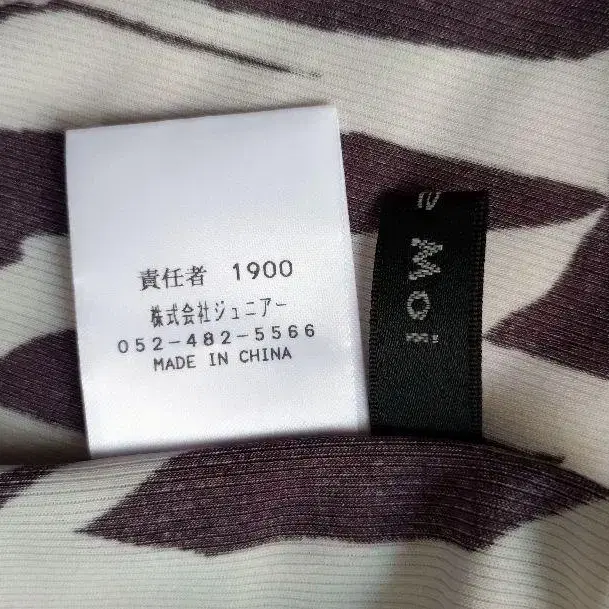 責任者 1900
株式会社ジュニアー
052-482-5566
MADE IN CHINA
e Moi